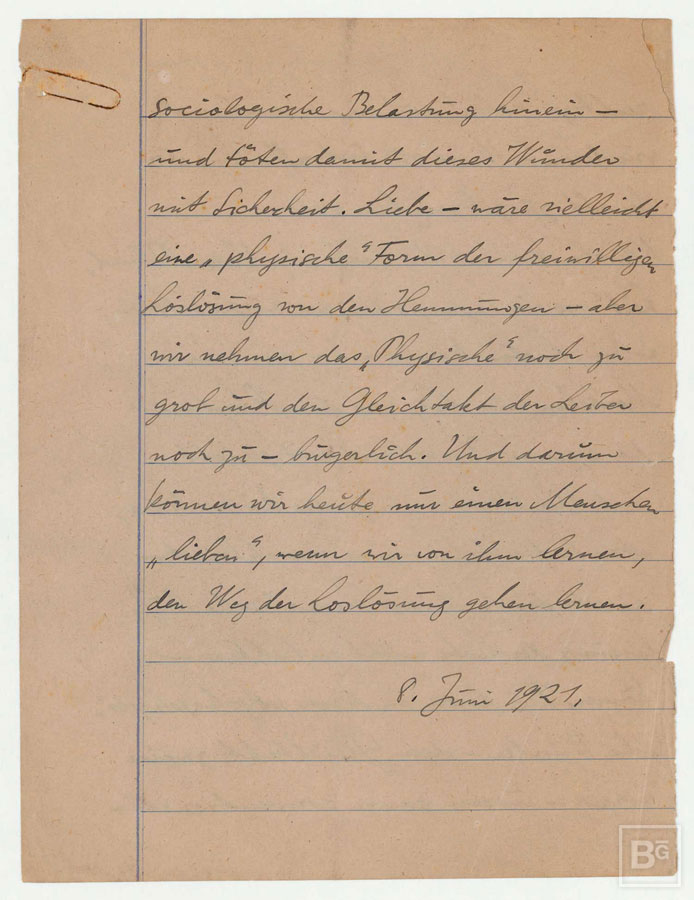 sociologische Belastung hinein –
und töten damit dieses Wunder
mit Sicherheit. Liebe – wäre vielleicht
eine „physische“ Form der freiwilligen
Loslösung von den Hemmungen – aber
wir nehmen das „Physische“ noch zu
grob und den Gleichtakt der Leiber
noch zu – bürgerlich. Und darum
können wir heute nur einen Menschen
„lieben“, wenn wir von ihm lernen,
den Weg der Loslösung gehen lernen.
8. Juni 1921.
BG